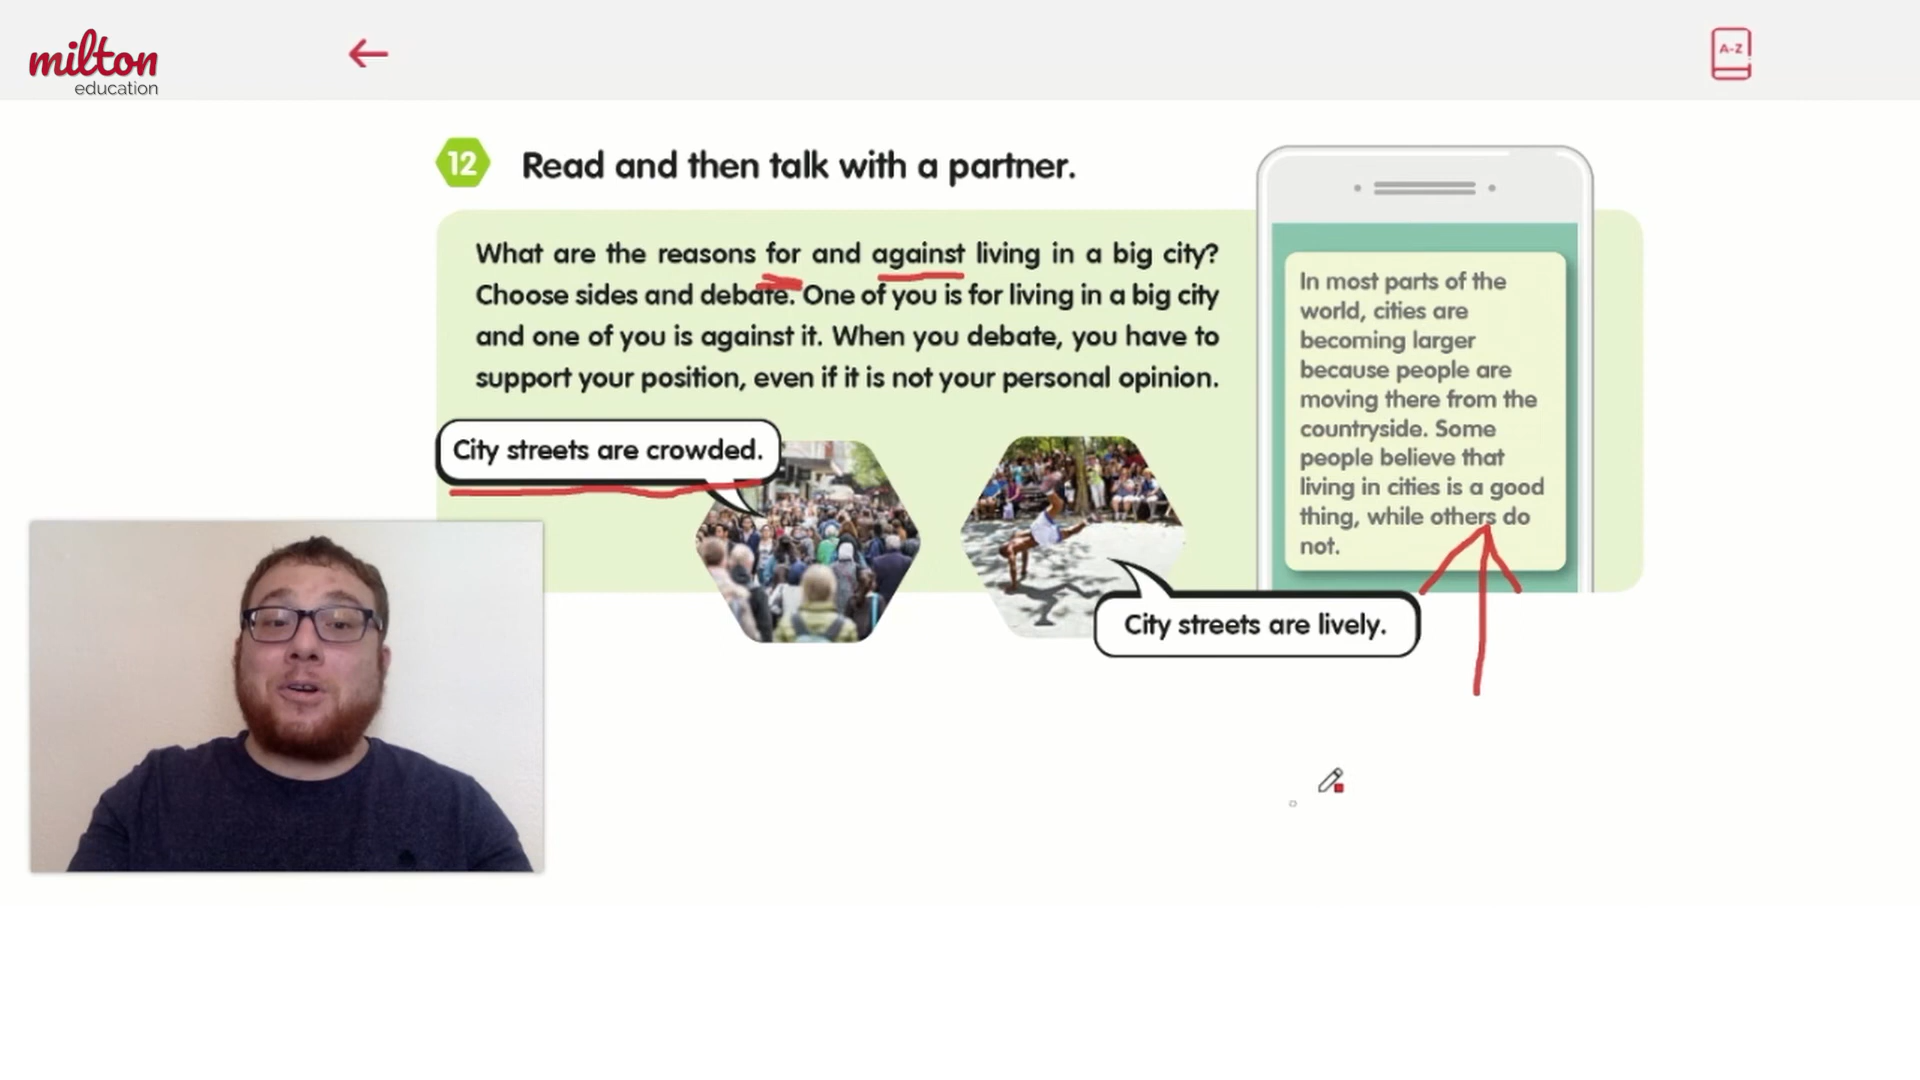 milton
education
A-Z
12 Read and then talk with a partner.
What are the reasons for and against living in a big city?
Choose sides and debate. One of you is for living in a big city
and one of you is against it. When you debate, you have to
support your position, even if it is not your personal opinion.
City streets are crowded.
City streets are lively.
In most parts of the
world, cities are
becoming larger
because people are
moving there from the
countryside. Some
people believe that
living in cities is a good
thing, while others do
not.